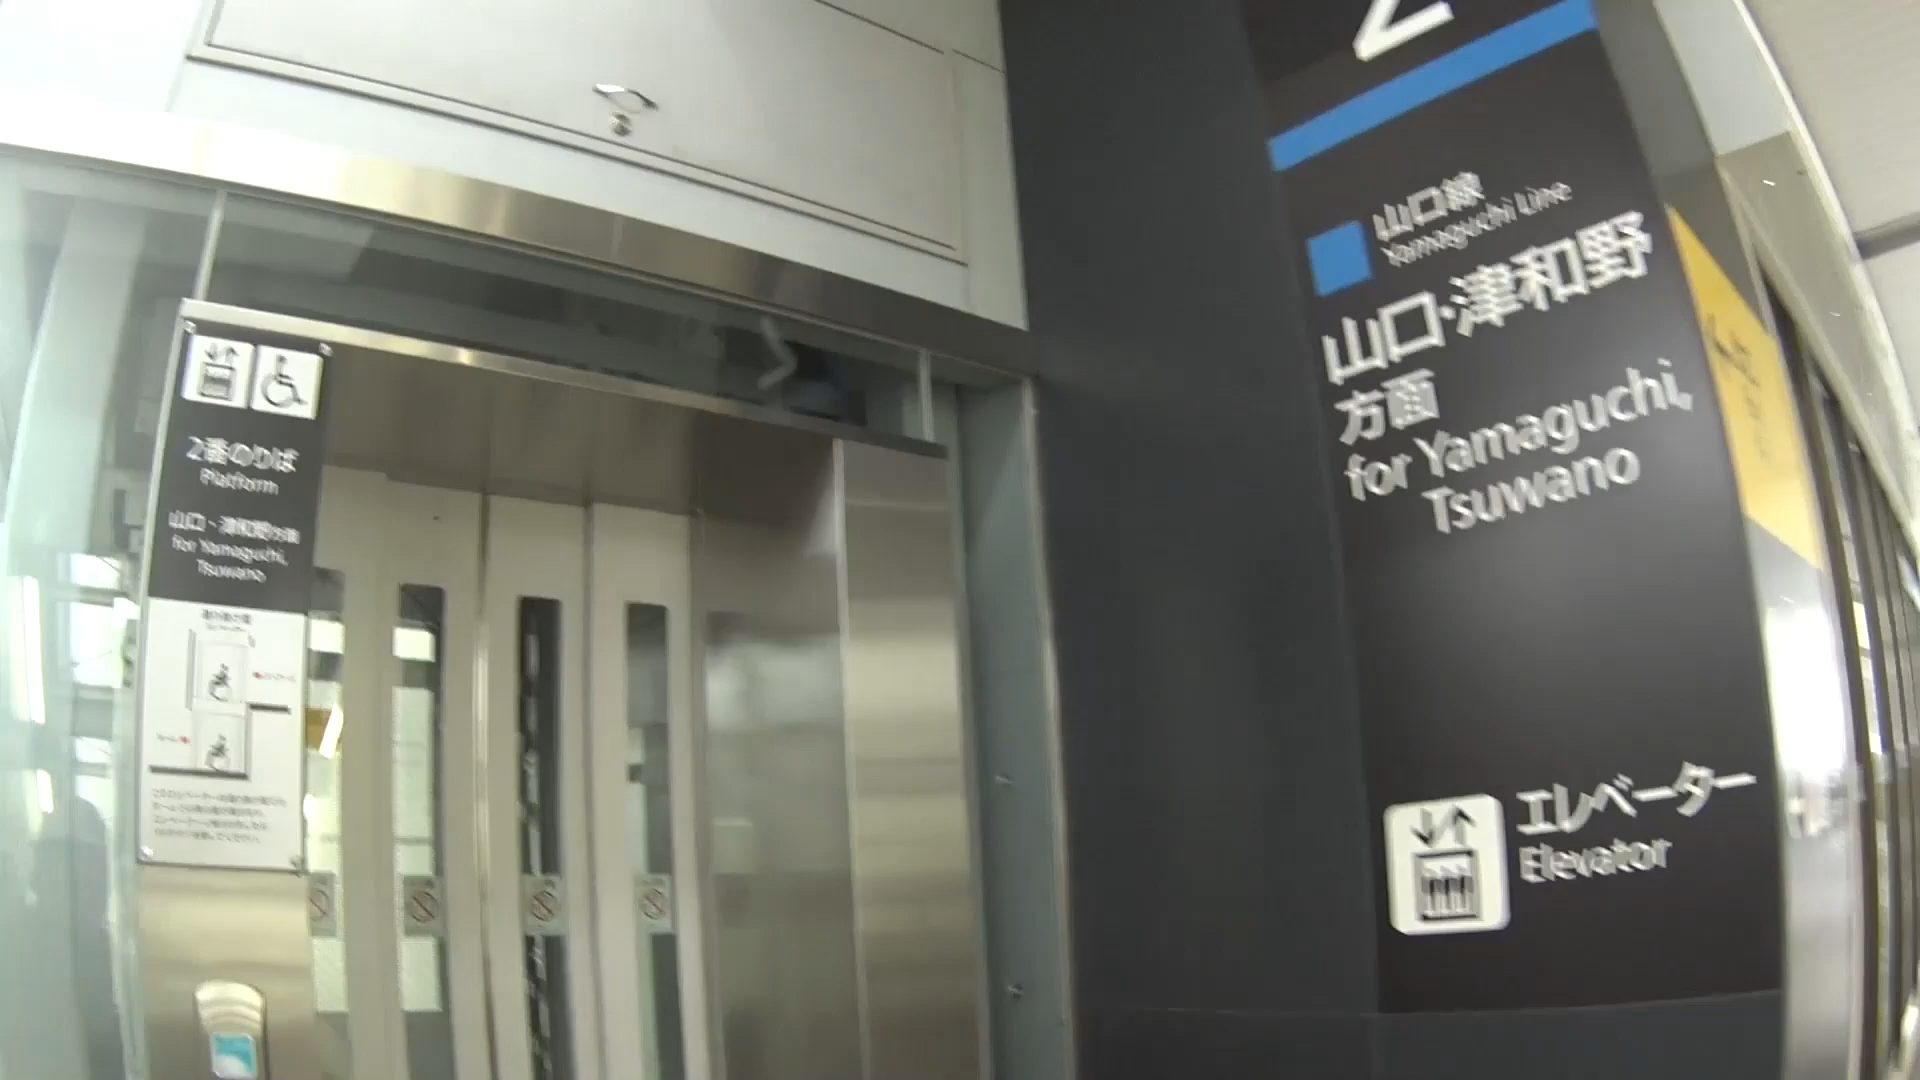 2番のりば
Platform
山口・津和野方面
for Yamaguchi,
Tsuwano
2
山口線
Yamaguchi Line
山口・津和野
方面
for Yamaguchi,
Tsuwano
エレベーター
Elevator